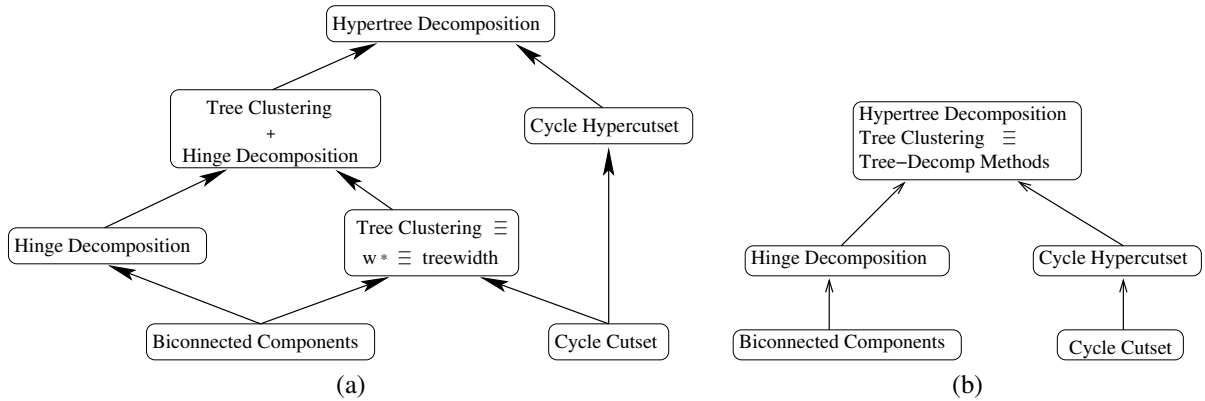 Hypertree Decomposition
Tree Clustering
+
Hinge Decomposition
Cycle Hypercutset
Hinge Decomposition
Tree Clustering ≡
w* ≡ treewidth
Biconnected Components
Cycle Cutset
(a)
Hypertree Decomposition
Tree Clustering ≡
Tree−Decomp Methods
Hinge Decomposition
Cycle Hypercutset
Biconnected Components
Cycle Cutset
(b)